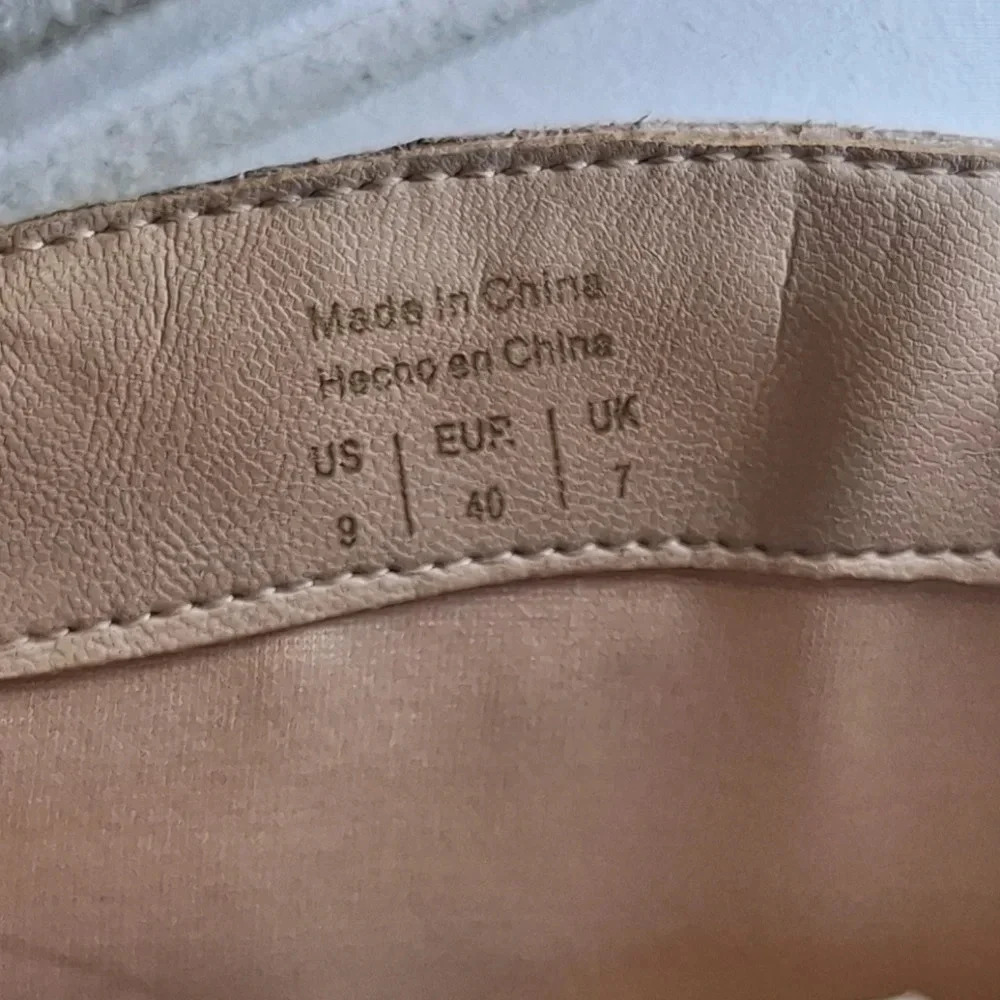 Made in China
Hecho en China
US | EUR | UK
9 | 40 | 7